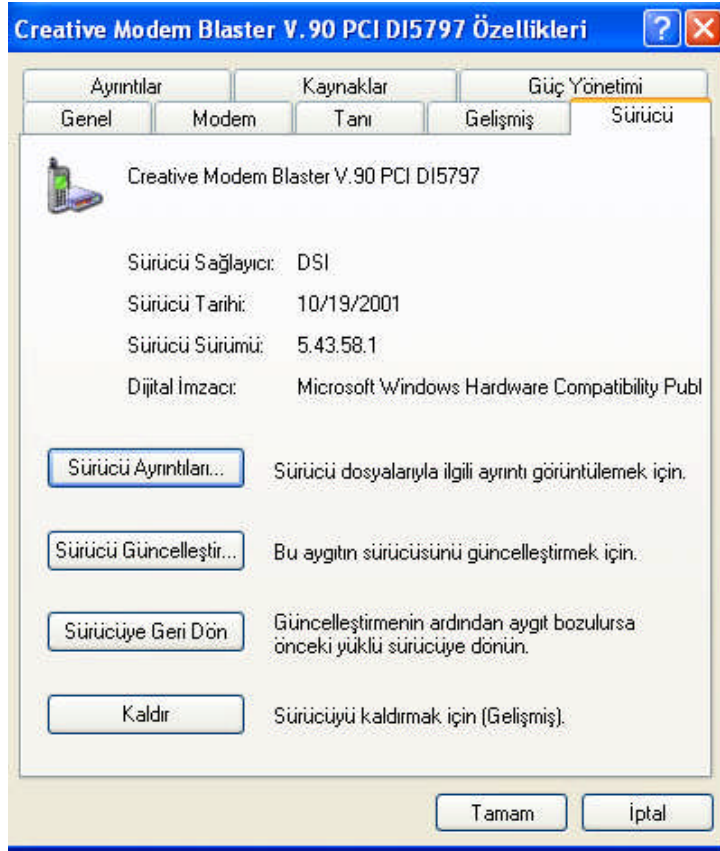 Creative Modem Blaster V.90 PCI DI5797 Özellikleri
Ayrıntılar Kaynaklar Güç Yönetimi
Genel Modem Tanı Gelişmiş Sürücü
Creative Modem Blaster V.90 PCI DI5797
Sürücü Sağlayıcı: DSI
Sürücü Tarihi: 10/19/2001
Sürücü Sürümü: 5.43.58.1
Dijital İmzacı: Microsoft Windows Hardware Compatibility Publ
Sürücü Ayrıntıları... Sürücü dosyalarıyla ilgili ayrıntı görüntülemek için.
Sürücü Güncelleştir... Bu aygıtın sürücüsünü güncelleştirmek için.
Sürücüye Geri Dön Güncelleştirmenin ardından aygıt bozulursa
önceki yüklü sürücüye dönün.
Kaldır Sürücüyü kaldırmak için (Gelişmiş).
Tamam İptal